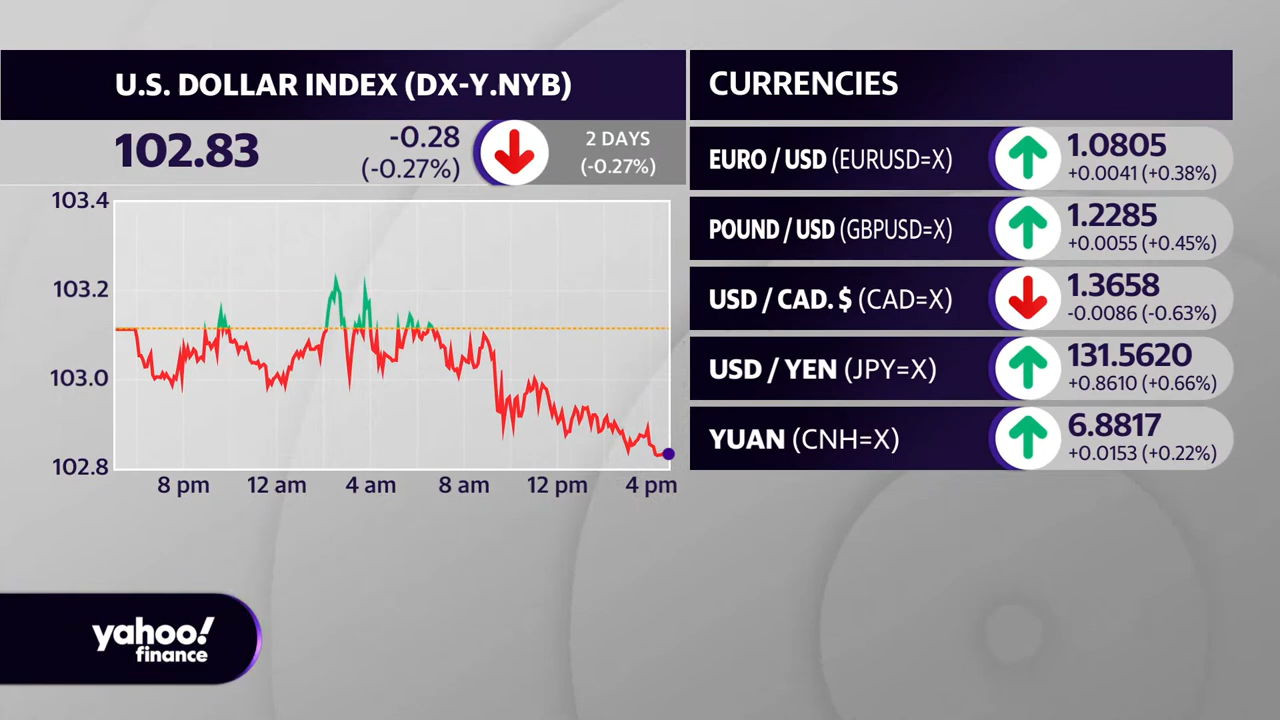 U.S. DOLLAR INDEX (DX-Y.NYB)
102.83
-0.28
(-0.27%)
2 DAYS
(-0.27%)
103.4
103.2
103.0
102.8
8 pm 12 am 4 am 8 am 12 pm 4 pm
CURRENCIES
EURO / USD (EURUSD=X)
1.0805
+0.0041 (+0.38%)
POUND / USD (GBPUSD=X)
1.2285
+0.0055 (+0.45%)
USD / CAD. $ (CAD=X)
1.3658
-0.0086 (-0.63%)
USD / YEN (JPY=X)
131.5620
+0.8610 (+0.66%)
YUAN (CNH=X)
6.8817
+0.0153 (+0.22%)
yahoo!
finance